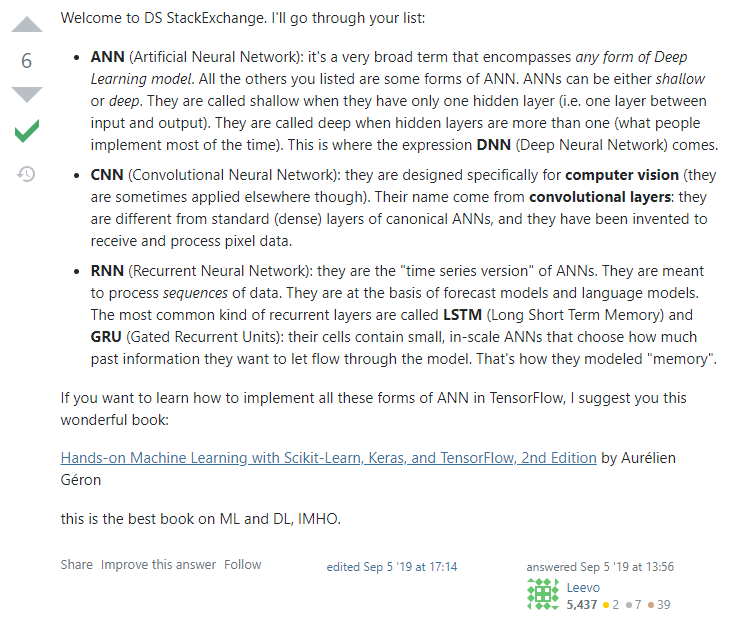 Welcome to DS StackExchange. I'll go through your list:
6
• ANN (Artificial Neural Network): it's a very broad term that encompasses any form of Deep
Learning model. All the others you listed are some forms of ANN. ANNs can be either shallow
or deep. They are called shallow when they have only one hidden layer (i.e. one layer between
input and output). They are called deep when hidden layers are more than one (what people
implement most of the time). This is where the expression DNN (Deep Neural Network) comes.
• CNN (Convolutional Neural Network): they are designed specifically for computer vision (they
are sometimes applied elsewhere though). Their name come from convolutional layers: they
are different from standard (dense) layers of canonical ANNs, and they have been invented to
receive and process pixel data.
• RNN (Recurrent Neural Network): they are the "time series version" of ANNs. They are meant
to process sequences of data. They are at the basis of forecast models and language models.
The most common kind of recurrent layers are called LSTM (Long Short Term Memory) and
GRU (Gated Recurrent Units): their cells contain small, in-scale ANNs that choose how much
past information they want to let flow through the model. That's how they modeled "memory".
If you want to learn how to implement all these forms of ANN in TensorFlow, I suggest you this
wonderful book:
Hands-on Machine Learning with Scikit-Learn, Keras, and TensorFlow, 2nd Edition by Aurélien
Géron
this is the best book on ML and DL, IMHO.
Share Improve this answer Follow
edited Sep 5 '19 at 17:14
answered Sep 5 '19 at 13:56
Leevo
5,437 ●2 ●7 ●39